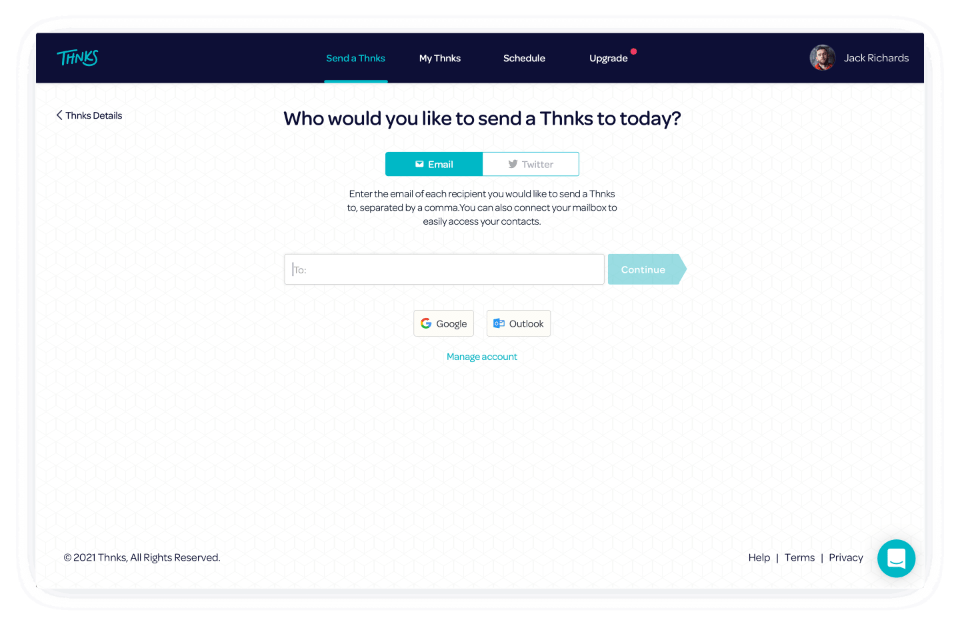 THNKS
Send a Thnks
My Thnks
Schedule
Upgrade
Jack Richards
Thnks Details
Who would you like to send a Thnks to today?
Email
Twitter
Enter the email of each recipient you would like to send a Thnks
to, separated by a comma.You can also connect your mailbox to
easily access your contacts.
To:
Continue
Google
Outlook
Manage account
© 2021 Thnks, All Rights Reserved.
Help | Terms | Privacy